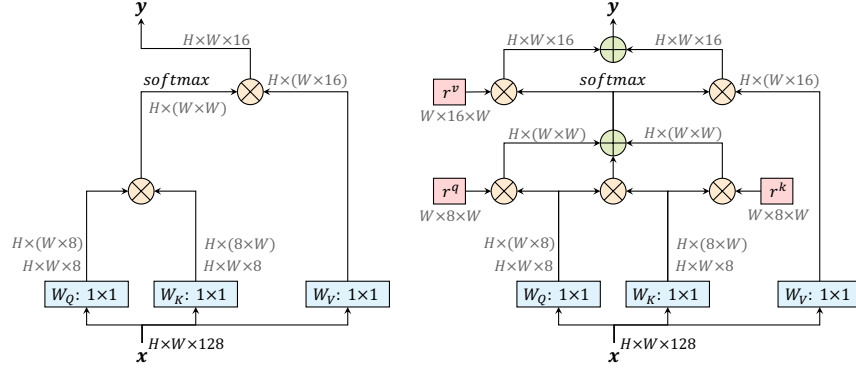 y
H×W×16
softmax
H×(W×16)
H×(W×W)
H×(W×8)
H×W×8
H×(8×W)
H×W×8
W_Q: 1×1
W_K: 1×1
W_V: 1×1
x
H×W×128
y
H×W×16
H×W×16
softmax
H×(W×16)
r^v
W×16×W
H×(W×W)
H×(W×W)
r^q
r^k
W×8×W
W×8×W
H×(W×8)
H×W×8
H×(8×W)
H×W×8
W_Q: 1×1
W_K: 1×1
W_V: 1×1
x
H×W×128